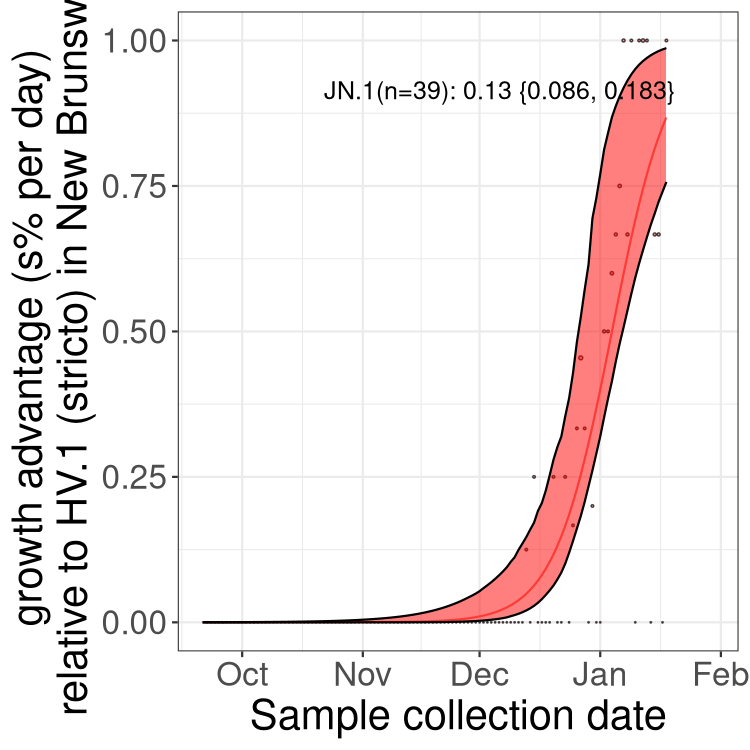 growth advantage (s% per day)
relative to HV.1 (stricto) in New Brunsw
1.00
0.75
0.50
0.25
0.00
JN.1(n=39): 0.13 {0.086, 0.183}
Oct Nov Dec Jan Feb
Sample collection date